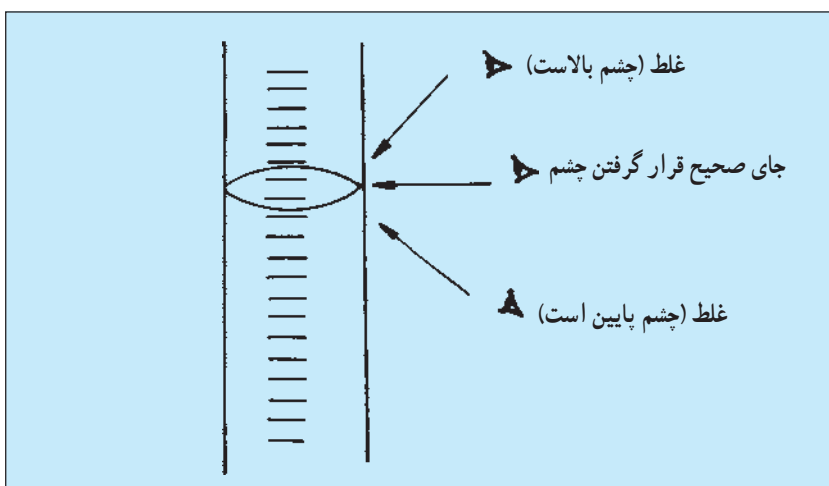 غلط (چشم بالاست)
جای صحیح قرار گرفتن چشم
غلط (چشم پایین است)